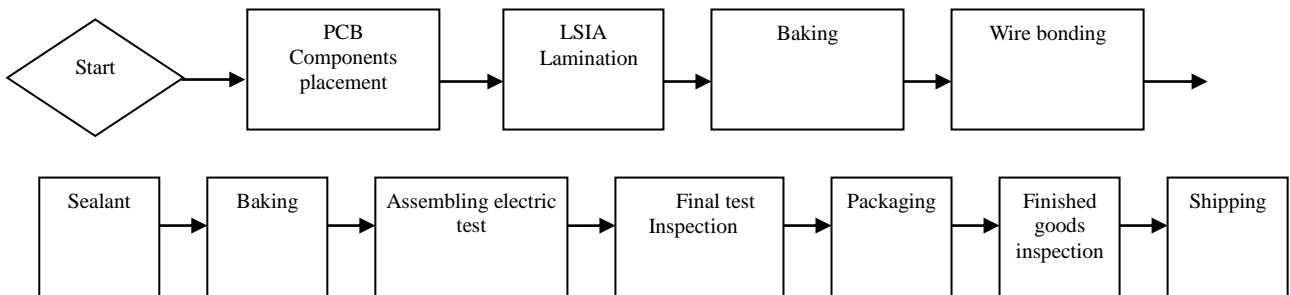 Start
PCB
Components
placement
LSIA
Lamination
Baking
Wire bonding
Sealant
Baking
Assembling electric
test
Final test
Inspection
Packaging
Finished
goods
inspection
Shipping